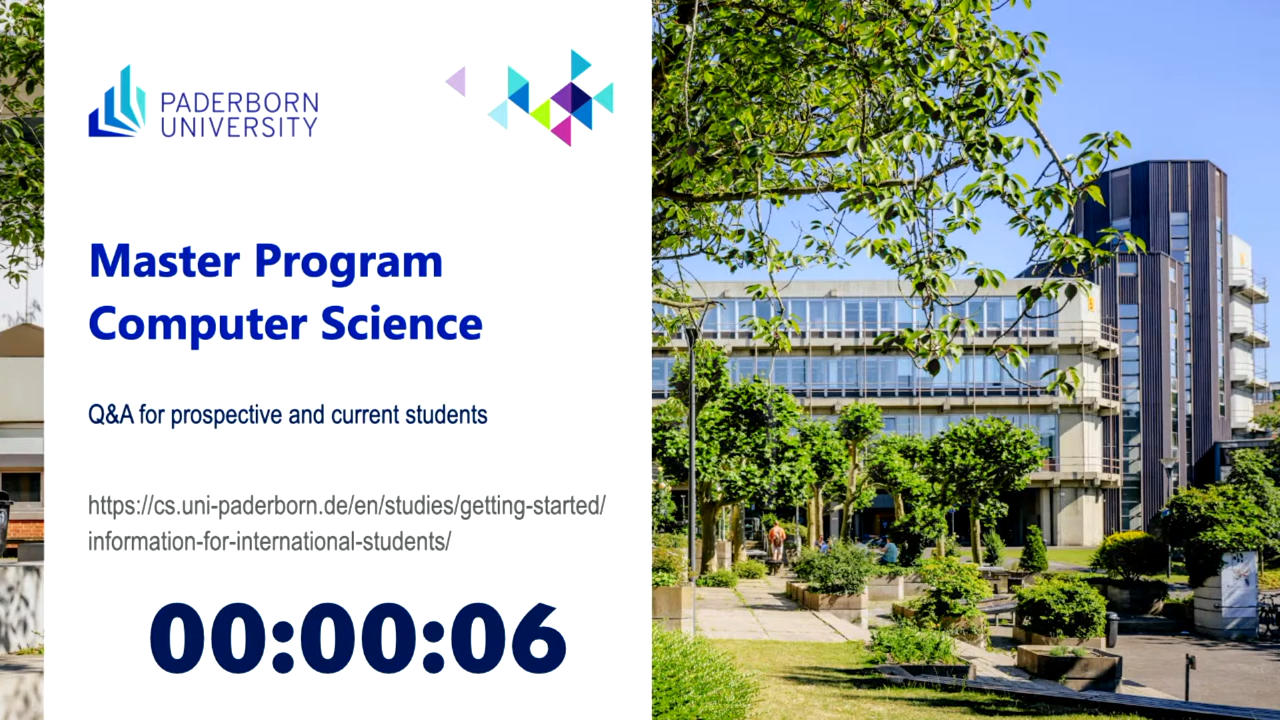 PADERBORN
UNIVERSITY
Master Program
Computer Science
Q&A for prospective and current students
https://cs.uni-paderborn.de/en/studies/getting-started/
information-for-international-students/
00:00:06